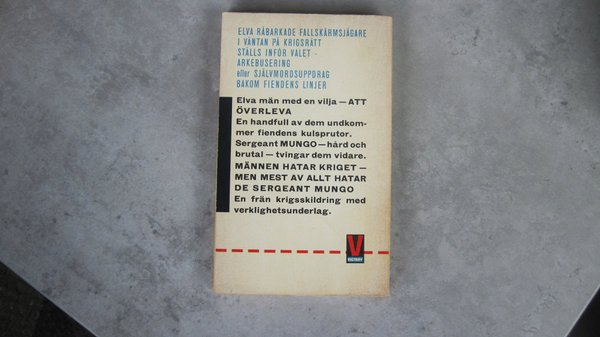 ELVA RÅBARKADE FALLSKÄRMSJÄGARE
I VÄNTAN PÅ KRIGSRÄTT
STÄLLS INFÖR VALET -
ARKEBUSERING
eller SJÄLVMORDSUPPDRAG
BAKOM FIENDENS LINJER
Elva män med en vilja — ATT
ÖVERLEVA
En handfull av dem undkom-
mer fiendens kulsprutor.
Sergeant MUNGO — hård och
brutal — tvingar dem vidare.
MÄNNEN HATAR KRIGET —
MEN MEST AV ALLT HATAR
DE SERGEANT MUNGO
En frän krigsskildring med
verklighetsunderlag.
V
VICTORY